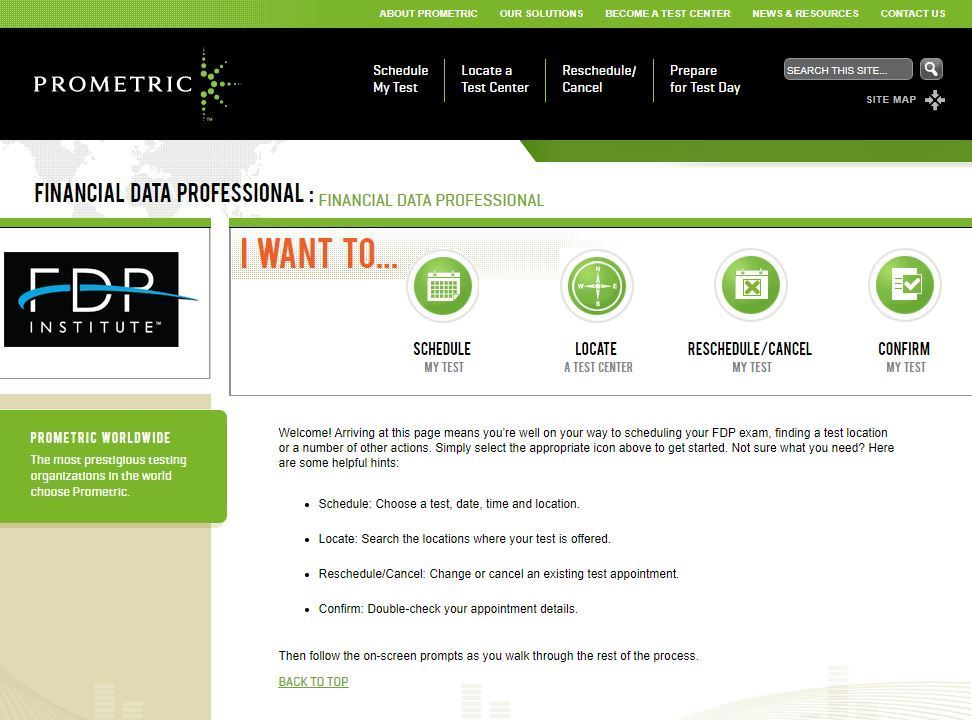 ABOUT PROMETRIC OUR SOLUTIONS BECOME A TEST CENTER NEWS & RESOURCES CONTACT US
PROMETRIC
TM
Schedule
My Test
Locate a
Test Center
Reschedule/
Cancel
Prepare
for Test Day
SEARCH THIS SITE...
SITE MAP
FINANCIAL DATA PROFESSIONAL : FINANCIAL DATA PROFESSIONAL
FDP
INSTITUTE™
I WANT TO...
N
W E
S
SCHEDULE
MY TEST
LOCATE
A TEST CENTER
RESCHEDULE/CANCEL
MY TEST
CONFIRM
MY TEST
PROMETRIC WORLDWIDE
The most prestigious testing
organizations in the world
choose Prometric.
Welcome! Arriving at this page means you're well on your way to scheduling your FDP exam, finding a test location
or a number of other actions. Simply select the appropriate icon above to get started. Not sure what you need? Here
are some helpful hints:
• Schedule: Choose a test, date, time and location.
• Locate: Search the locations where your test is offered.
• Reschedule/Cancel: Change or cancel an existing test appointment.
• Confirm: Double-check your appointment details.
Then follow the on-screen prompts as you walk through the rest of the process.
BACK TO TOP